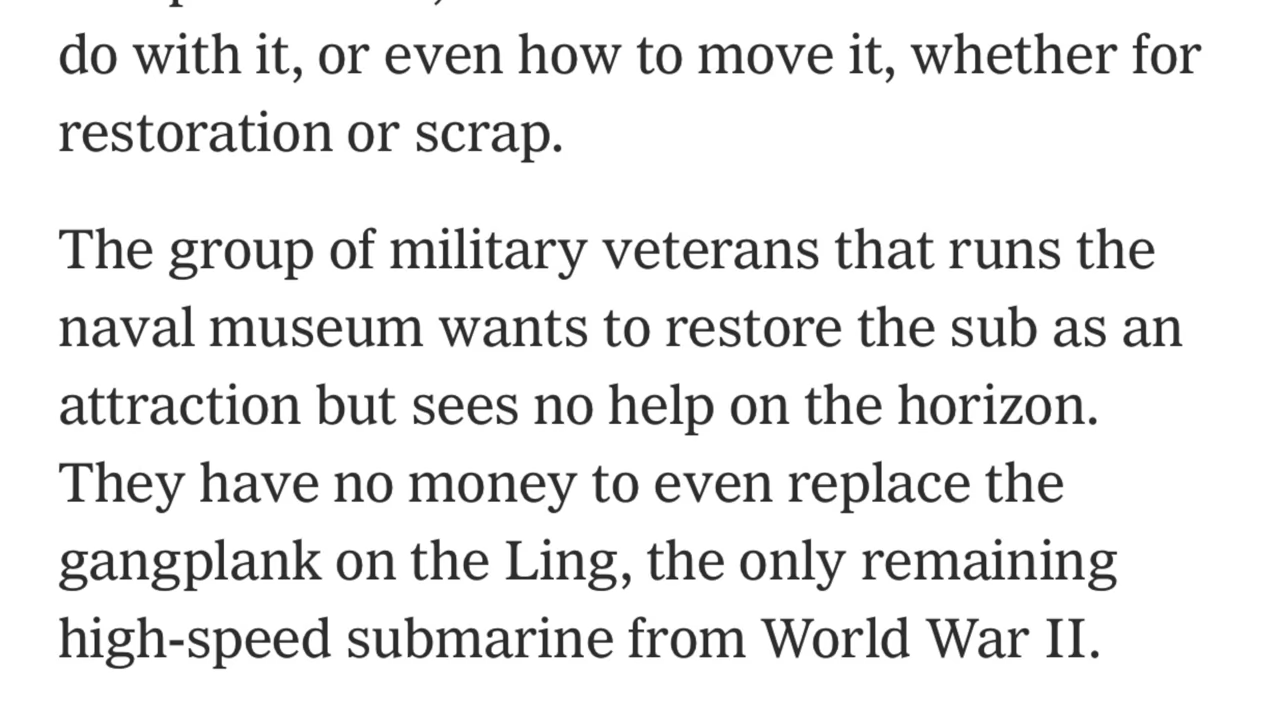 do with it, or even how to move it, whether for
restoration or scrap.
The group of military veterans that runs the
naval museum wants to restore the sub as an
attraction but sees no help on the horizon.
They have no money to even replace the
gangplank on the Ling, the only remaining
high-speed submarine from World War II.